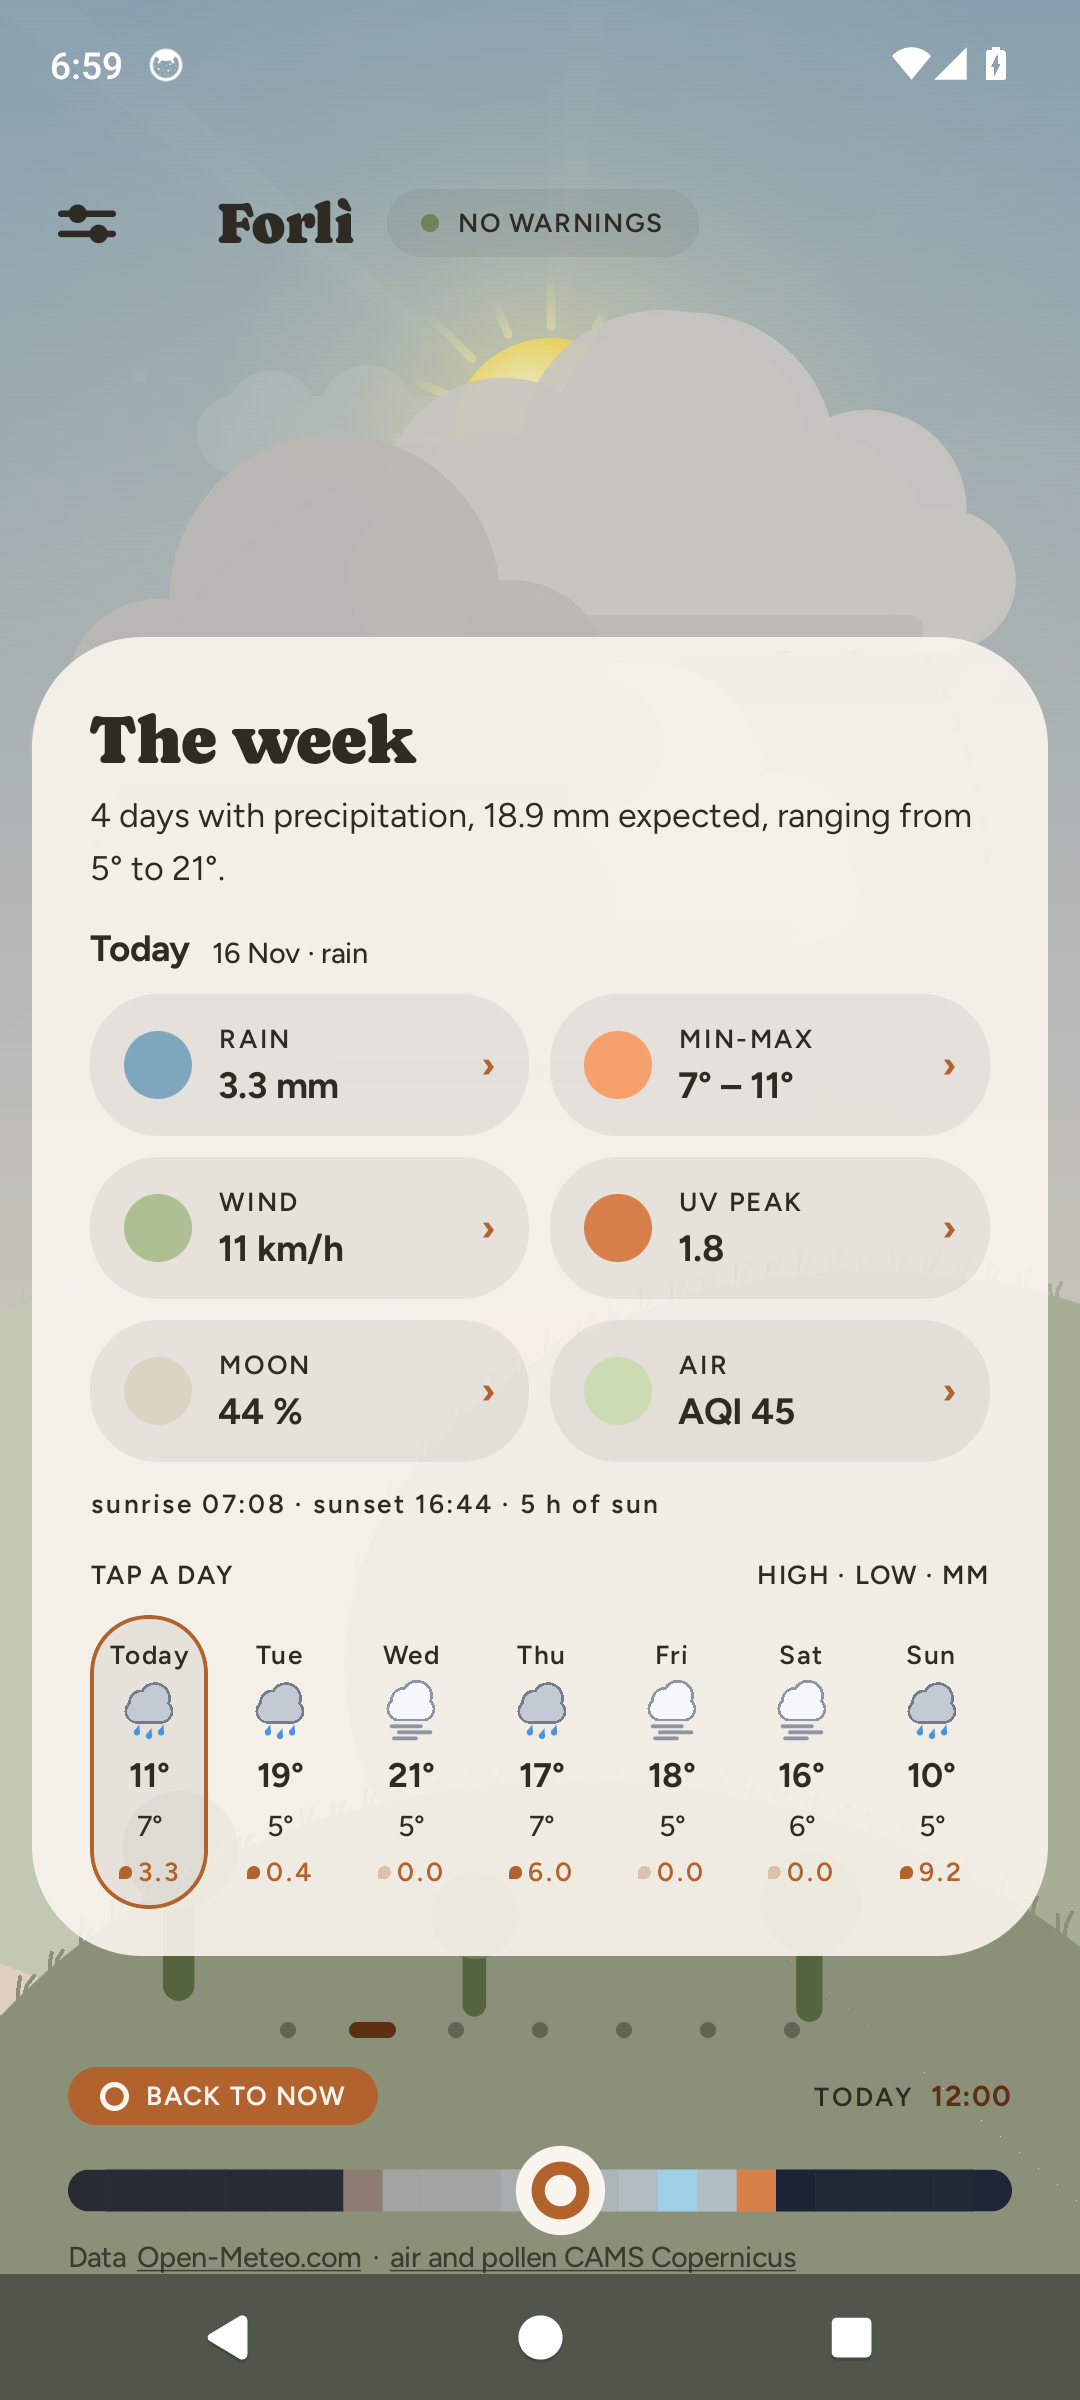 6:59
Forlì
NO WARNINGS
The week
4 days with precipitation, 18.9 mm expected, ranging from
5° to 21°.
Today 16 Nov · rain
RAIN
3.3 mm
›
MIN-MAX
7° – 11°
›
WIND
11 km/h
›
UV PEAK
1.8
›
MOON
44 %
›
AIR
AQI 45
›
sunrise 07:08 · sunset 16:44 · 5 h of sun
TAP A DAY HIGH · LOW · MM
Today Tue Wed Thu Fri Sat Sun
11° 19° 21° 17° 18° 16° 10°
7° 5° 5° 7° 5° 6° 5°
3.3 0.4 0.0 6.0 0.0 0.0 9.2
BACK TO NOW
TODAY 12:00
Data Open-Meteo.com · air and pollen CAMS Copernicus